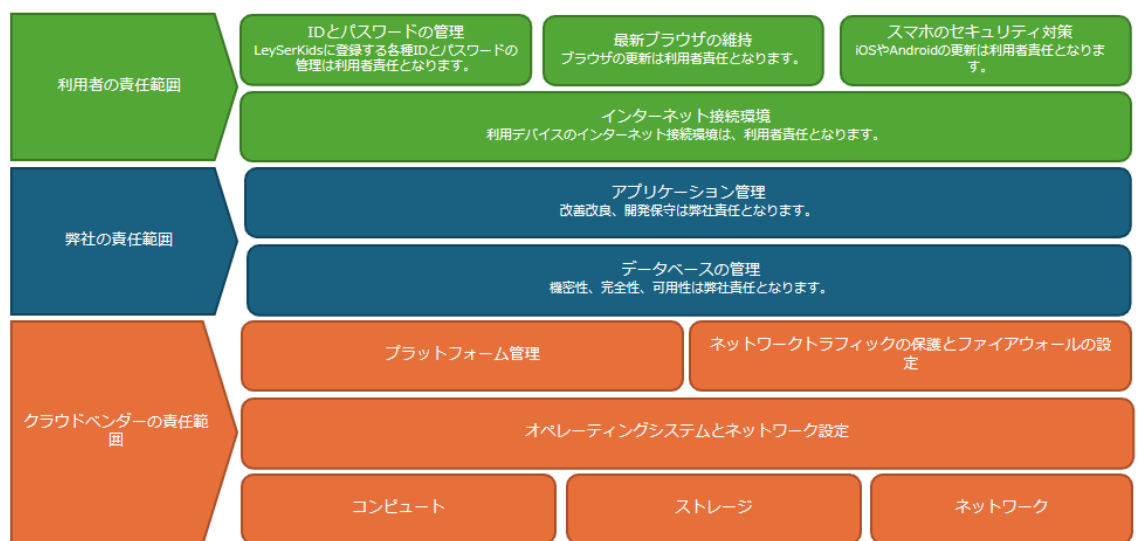 利用者の責任範囲
IDとパスワードの管理
LeySerKidsに登録する各種IDとパスワードの
管理は利用者責任となります。
最新ブラウザの維持
ブラウザの更新は利用者責任となります。
スマホのセキュリティ対策
iOSやAndroidの更新は利用者責任となりま
す。
インターネット接続環境
利用デバイスのインターネット接続環境は、利用者責任となります。
弊社の責任範囲
アプリケーション管理
改善改良、開発保守は弊社責任となります。
データベースの管理
機密性、完全性、可用性は弊社責任となります。
クラウドベンダーの責任範
囲
プラットフォーム管理
ネットワークトラフィックの保護とファイアウォールの設
定
オペレーティングシステムとネットワーク設定
コンピュート
ストレージ
ネットワーク